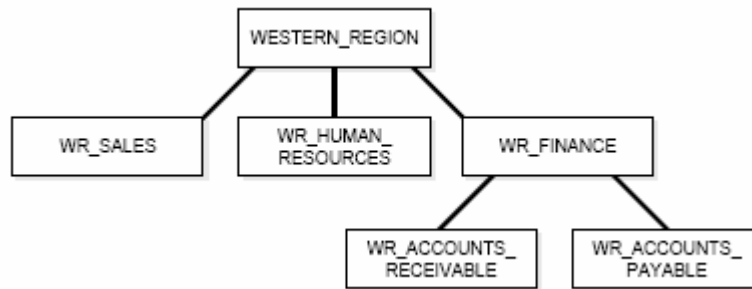 WESTERN_REGION
WR_SALES
WR_HUMAN_
RESOURCES
WR_FINANCE
WR_ACCOUNTS_
RECEIVABLE
WR_ACCOUNTS_
PAYABLE